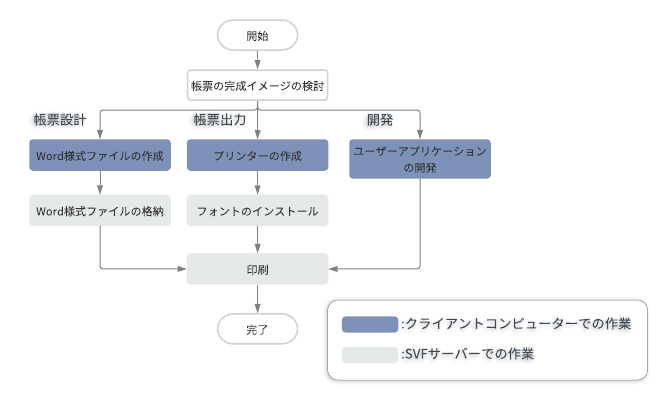 開始
帳票の完成イメージの検討
帳票設計
帳票出力
開発
Word様式ファイルの作成
プリンターの作成
ユーザーアプリケーション
の開発
Word様式ファイルの格納
フォントのインストール
印刷
完了
:クライアントコンピューターでの作業
:SVFサーバーでの作業